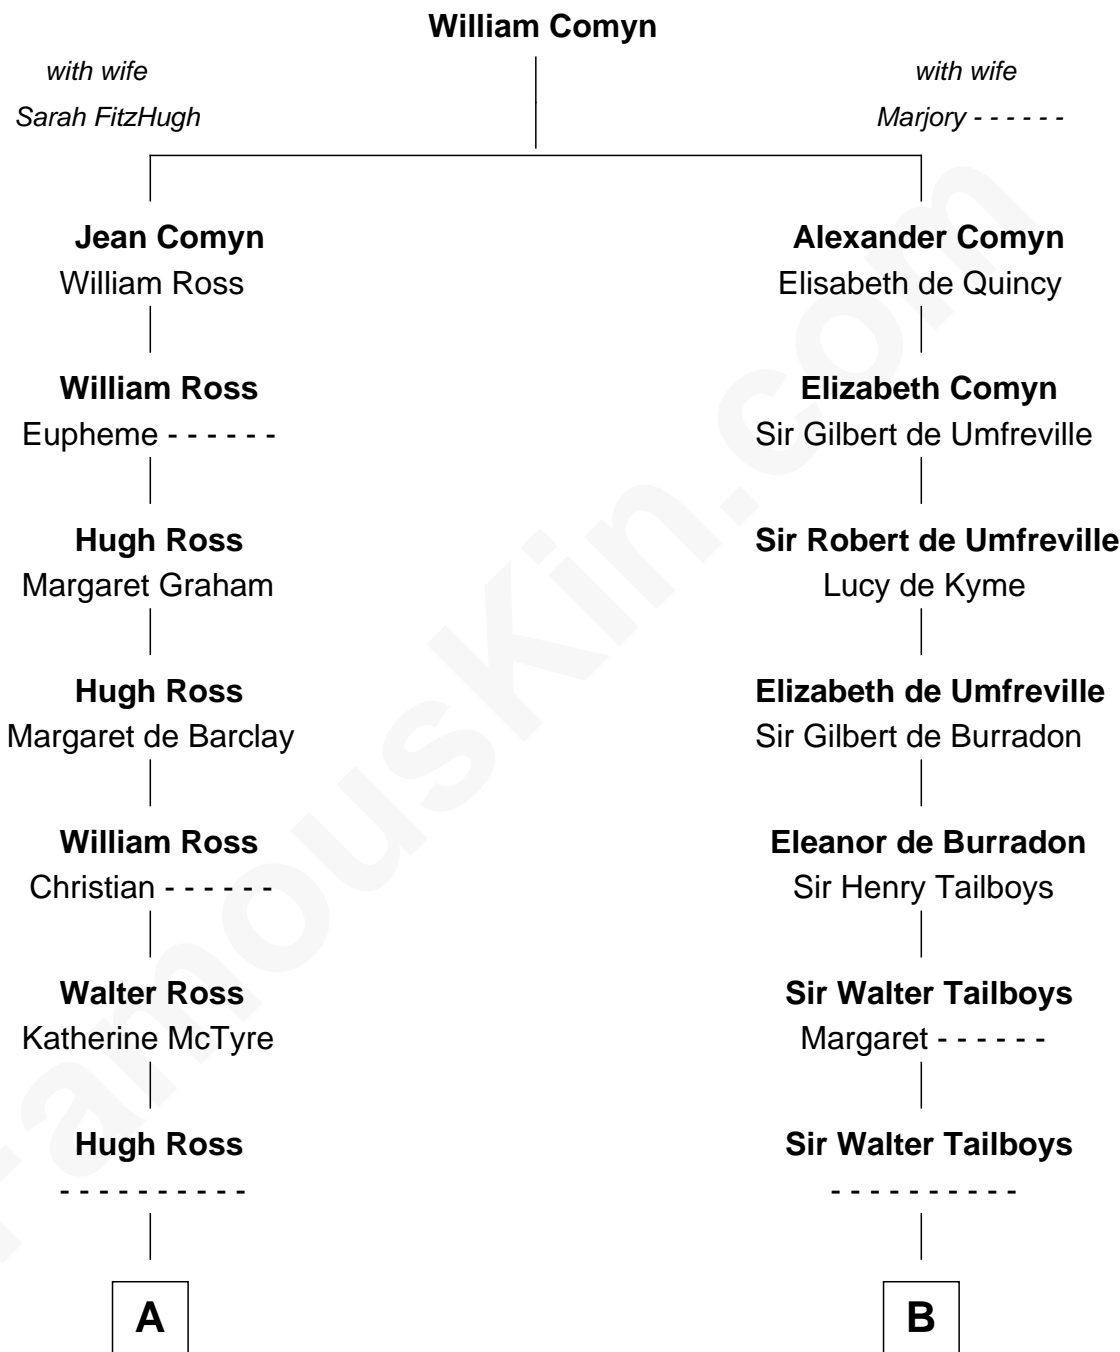 William Comyn
with wife
Sarah FitzHugh
with wife
Marjory - - - - - -
Jean Comyn
William Ross
Alexander Comyn
Elisabeth de Quincy
William Ross
Eupheme - - - - - -
Elizabeth Comyn
Sir Gilbert de Umfreville
Hugh Ross
Margaret Graham
Sir Robert de Umfreville
Lucy de Kyme
Hugh Ross
Margaret de Barclay
Elizabeth de Umfreville
Sir Gilbert de Burradon
William Ross
Christian - - - - - -
Eleanor de Burradon
Sir Henry Tailboys
Walter Ross
Katherine McTyre
Sir Walter Tailboys
Margaret - - - - - -
Hugh Ross
- - - - - - - - - -
Sir Walter Tailboys
- - - - - - - - - -
A
B
FamousKin.com